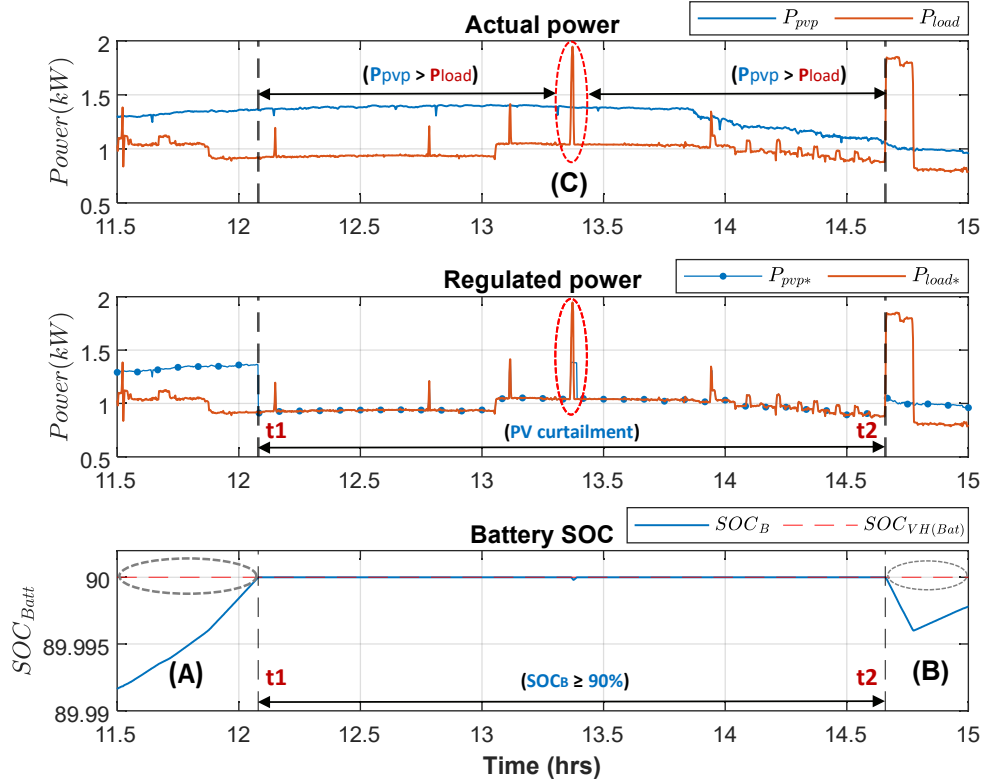 Actual power
P_pvp P_load
Power(kW)
2
1.5
1
0.5
(Ppvp > Pload)
(Ppvp > Pload)
(C)
11.5 12 12.5 13 13.5 14 14.5 15
Regulated power
P_pvp* P_load*
Power(kW)
2
1.5
1
0.5
t1
(PV curtailment)
t2
11.5 12 12.5 13 13.5 14 14.5 15
Battery SOC
SOC_B SOC_VH(Bat)
SOC_Batt
90
89.995
89.99
(A)
t1
(SOCB ≥ 90%)
t2
(B)
11.5 12 12.5 13 13.5 14 14.5 15
Time (hrs)